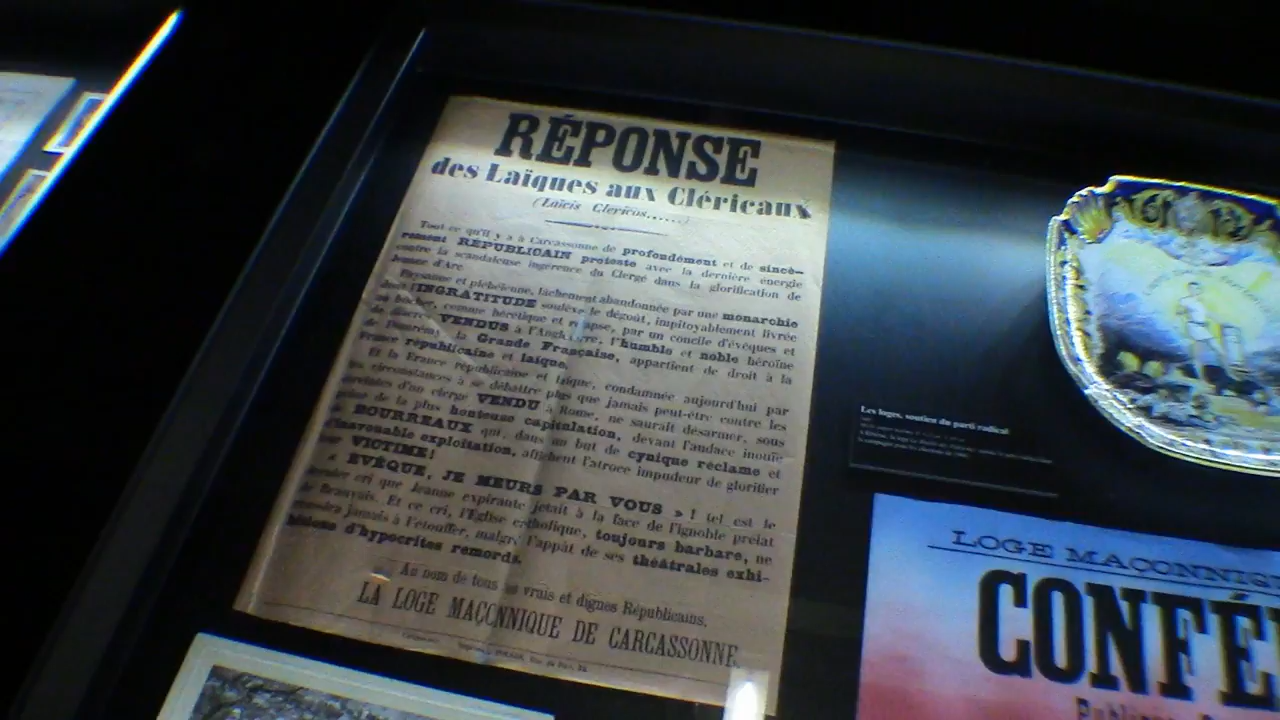 RÉPONSE
des Laïques aux Cléricaux
(Laïcis Clericos......)
Tout ce qu'il y a à Carcassonne de profondément et de sincè-
rement RÉPUBLICAIN proteste avec la dernière énergie
contre la scandaleuse ingérence du Clergé dans la glorification de
Jeanne d'Arc.
Paysanne et plébéienne, lâchement abandonnée par une monarchie
dont l'INGRATITUDE soulève le dégoût, impitoyablement livrée
au bûcher, comme hérétique et relapse, par un concile d'évêques et
de VENDUS à l'Angleterre, l'humble et noble héroïne
de Domrémy, la Grande Française, appartient de droit à la
France républicaine et laïque.
Et la France républicaine et laïque, condamnée aujourd'hui par
les circonstances à se débattre plus que jamais peut-être contre les
d'un clergé VENDU à Rome, ne saurait désarmer, sous
peine de la plus honteuse capitulation, devant l'audace inouïe
de BOURREAUX qui, dans un but de cynique réclame et
d'inavouable exploitation, affichent l'atroce impudeur de glorifier
leur VICTIME!
« ÉVÊQUE, JE MEURS PAR VOUS » ! tel est le
dernier cri que Jeanne expirante jetait à la face de l'ignoble prélat
de Beauvais. Et ce cri, l'Église catholique, toujours barbare, ne
jamais à l'étouffer, malgré l'appât de ses théâtrales exhi-
bitions d'hypocrites remords.
Au nom de tous les vrais et dignes Républicains,
LA LOGE MAÇONNIQUE DE CARCASSONNE.
Les loges, soutien du parti radical
LOGE MAÇONNIQ
CONFÉ